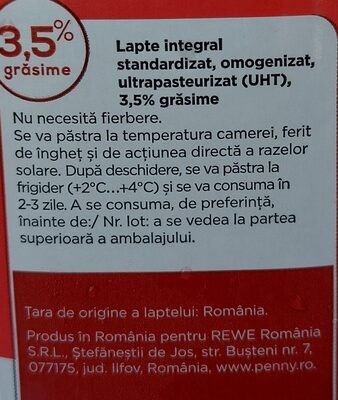 3,5%
grăsime
Lapte integral
standardizat, omogenizat,
ultrapasteurizat (UHT),
3,5% grăsime
Nu necesită fierbere.
Se va păstra la temperatura camerei, ferit
de îngheț și de acțiunea directă a razelor
solare. După deschidere, se va păstra la
frigider (+2°C...+4°C) și se va consuma în
2-3 zile. A se consuma, de preferință,
înainte de:/ Nr. lot: a se vedea la partea
superioară a ambalajului.
Țara de origine a laptelui: România.
Produs în România pentru REWE Romania
S.R.L., Ștefăneștii de Jos, str. Bușteni nr. 7,
077175, jud. Ilfov, România, www.penny.ro.